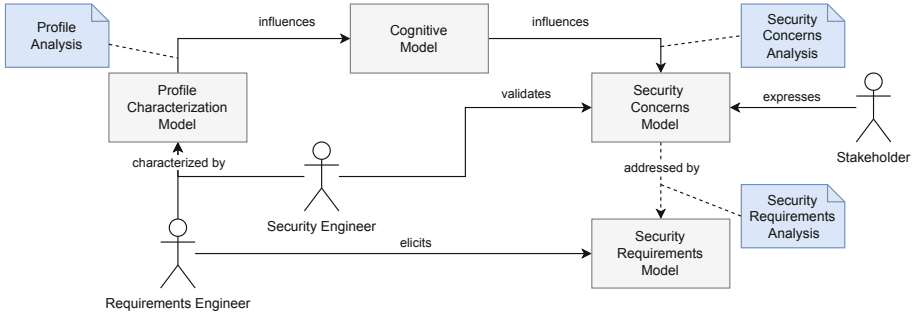 Profile
Analysis
influences
Cognitive
Model
influences
Security
Concerns
Analysis
Profile
Characterization
Model
validates
Security
Concerns
Model
expresses
Stakeholder
characterized by
addressed by
Security Engineer
Security
Requirements
Analysis
elicits
Security
Requirements
Model
Requirements Engineer